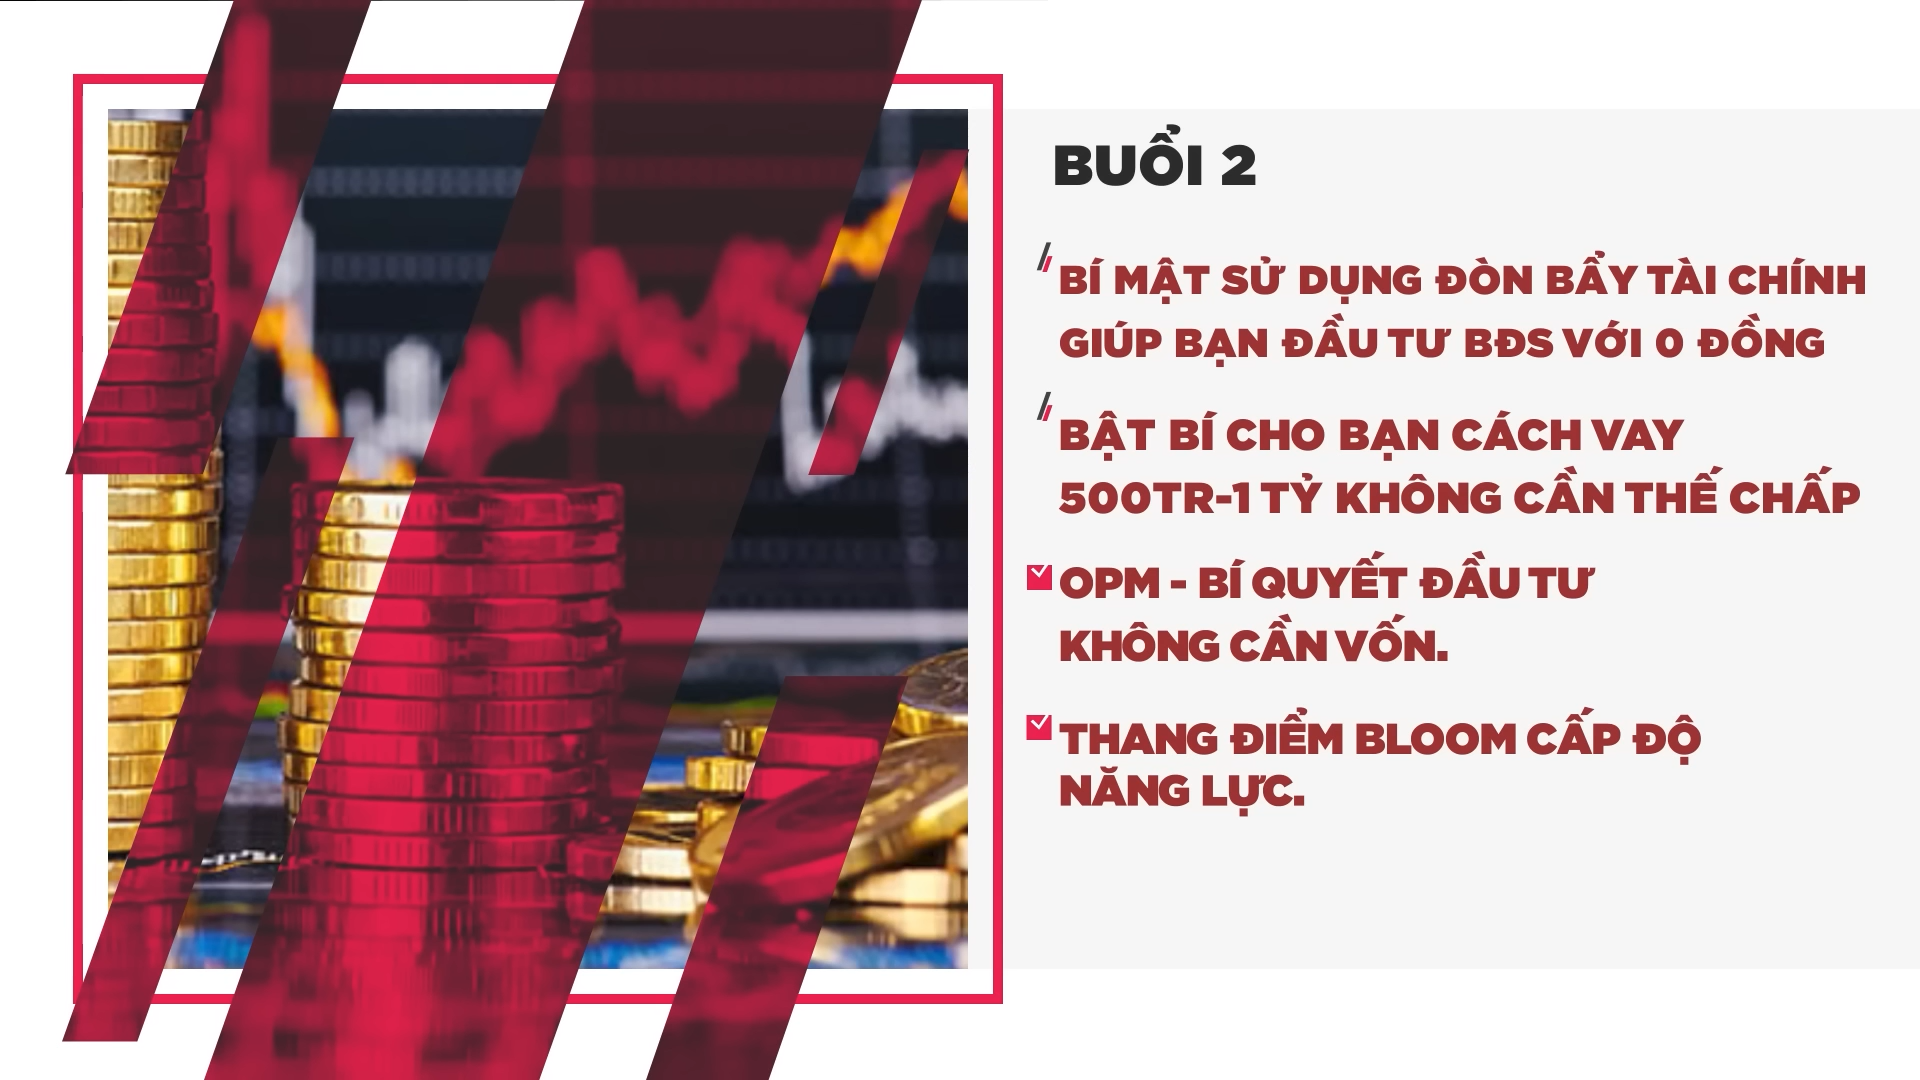 BUỔI 2
BÍ MẬT SỬ DỤNG ĐÒN BẨY TÀI CHÍNH
GIÚP BẠN ĐẦU TƯ BĐS VỚI 0 ĐỒNG
BẬT BÍ CHO BẠN CÁCH VAY
500TR-1 TỶ KHÔNG CẦN THẾ CHẤP
OPM - BÍ QUYẾT ĐẦU TƯ
KHÔNG CẦN VỐN.
THANG ĐIỂM BLOOM CẤP ĐỘ
NĂNG LỰC.